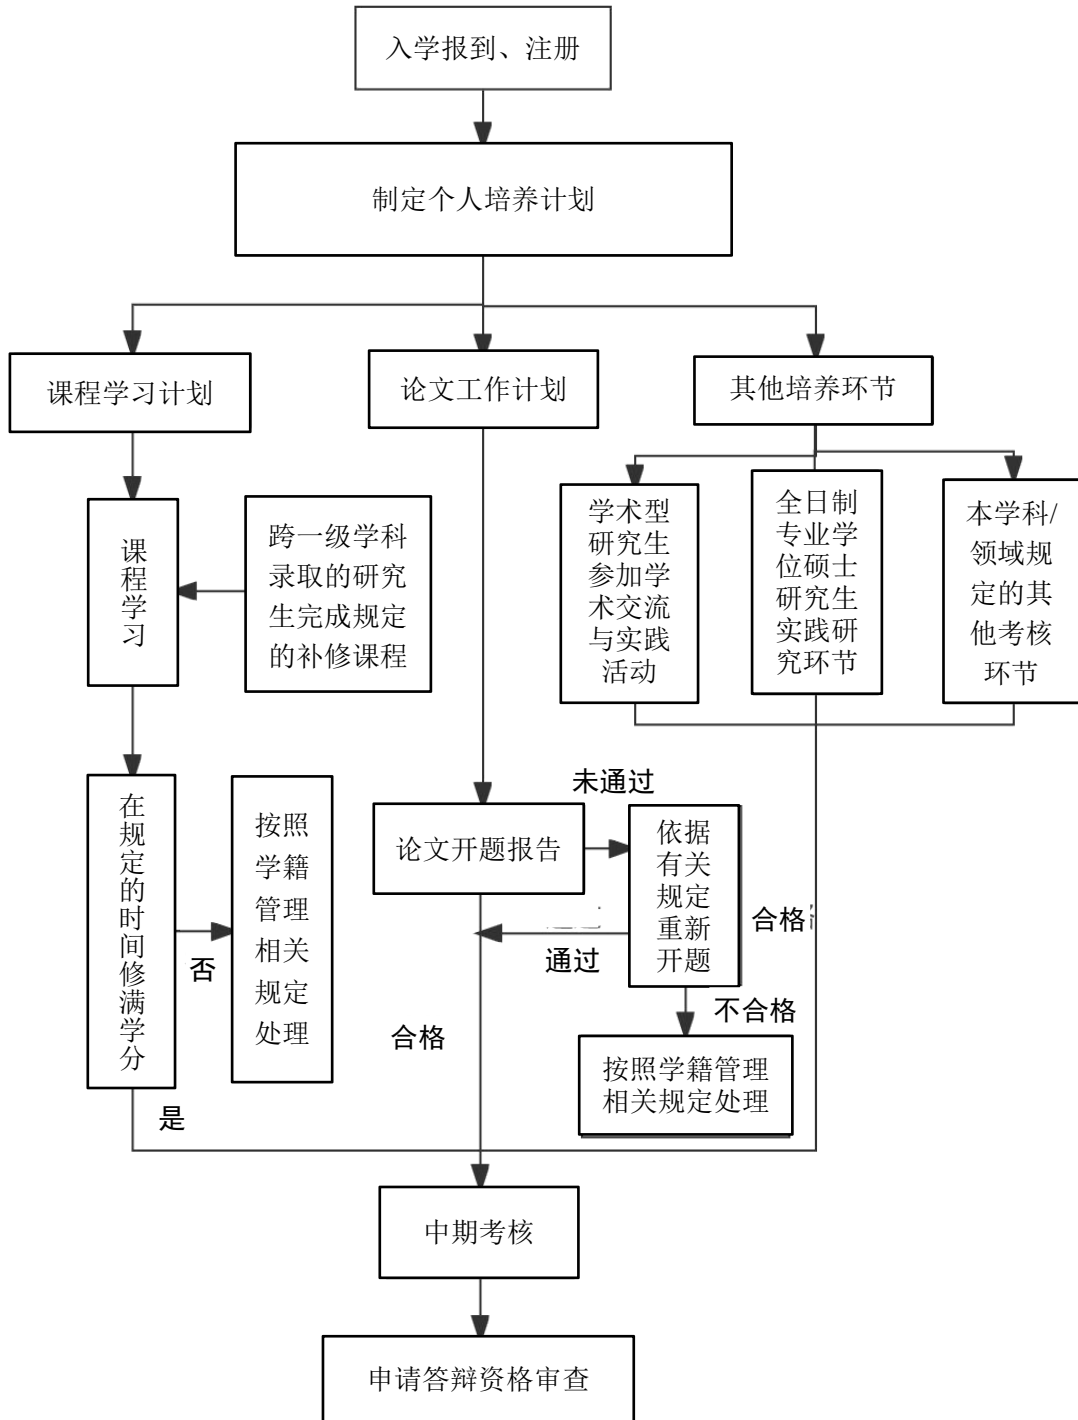 入学报到、注册
制定个人培养计划
课程学习计划
论文工作计划
其他培养环节
课程学习
跨一级学科
录取的研究
生完成规定
的补修课程
学术型
研究生
参加学
术交流
与实践
活动
全日制
专业学
位硕士
研究生
实践研
究环节
本学科/
领域规
定的其
他考核
环节
在规定的时间修满学分
否
按照
学籍
管理
相关
规定
处理
是
论文开题报告
未通过
依据
有关
规定
重新
开题
通过
合格
合格
不合格
按照学籍管理
相关规定处理
中期考核
申请答辩资格审查